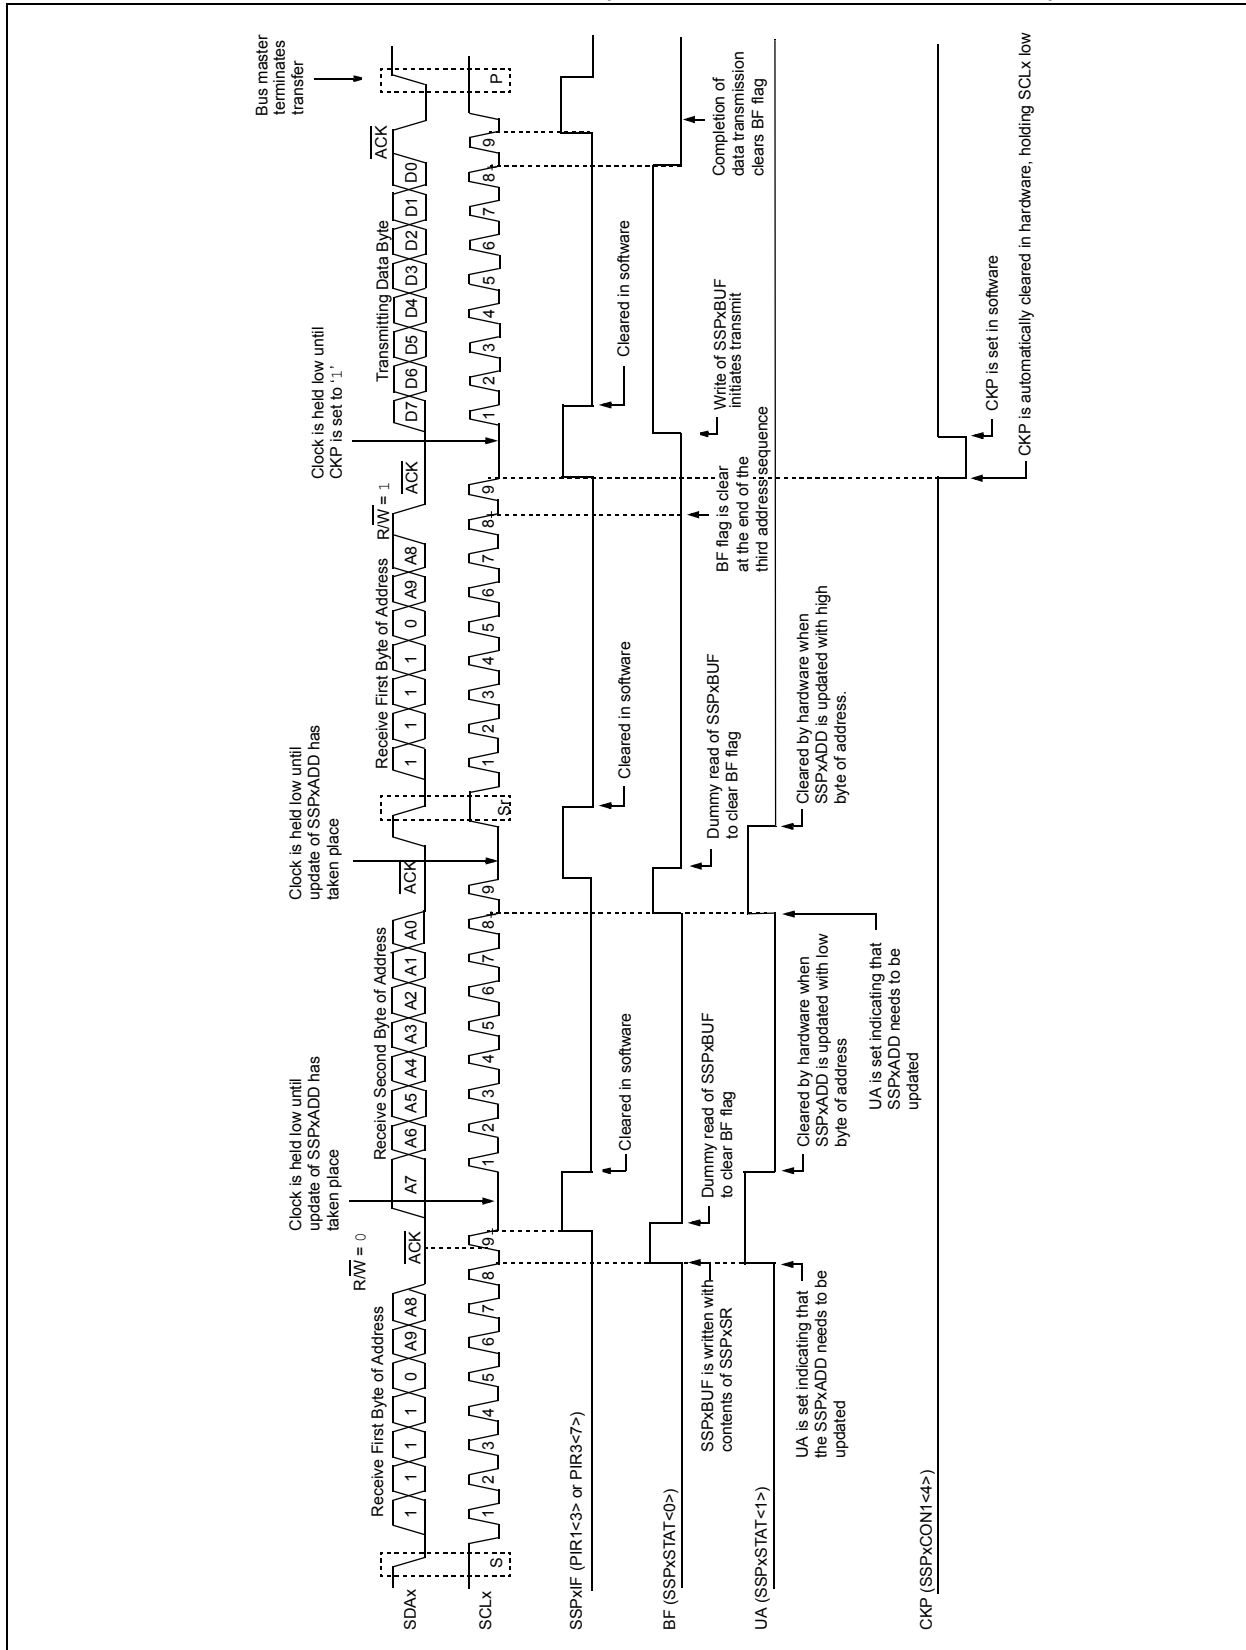 Bus master
terminates
transfer
Clock is held low until
CKP is set to ‘1’
Clock is held low until
update of SSPxADD has
taken place
Clock is held low until
update of SSPxADD has
taken place
SDAx
S
Receive First Byte of Address
1 1 1 1 0 A9 A8
R/W = 0
ACK
Receive Second Byte of Address
A7 A6 A5 A4 A3 A2 A1 A0
ACK
Sr
Receive First Byte of Address
1 1 1 1 0 A9 A8
R/W = 1
ACK
Transmitting Data Byte
D7 D6 D5 D4 D3 D2 D1 D0
ACK
P
SCLx
1 2 3 4 5 6 7 8 9
1 2 3 4 5 6 7 8 9
1 2 3 4 5 6 7 8 9
1 2 3 4 5 6 7 8 9
SSPxIF (PIR1<3> or PIR3<7>)
Cleared in software
Cleared in software
Cleared in software
BF (SSPxSTAT<0>)
SSPxBUF is written with
contents of SSPxSR
Dummy read of SSPxBUF
to clear BF flag
Dummy read of SSPxBUF
to clear BF flag
BF flag is clear
at the end of the
third address sequence
Write of SSPxBUF
initiates transmit
Completion of
data transmission
clears BF flag
UA (SSPxSTAT<1>)
UA is set indicating that
the SSPxADD needs to be
updated
Cleared by hardware when
SSPxADD is updated with low
byte of address
UA is set indicating that
SSPxADD needs to be
updated
Cleared by hardware when
SSPxADD is updated with high
byte of address.
CKP (SSPxCON1<4>)
CKP is set in software
CKP is automatically cleared in hardware, holding SCLx low